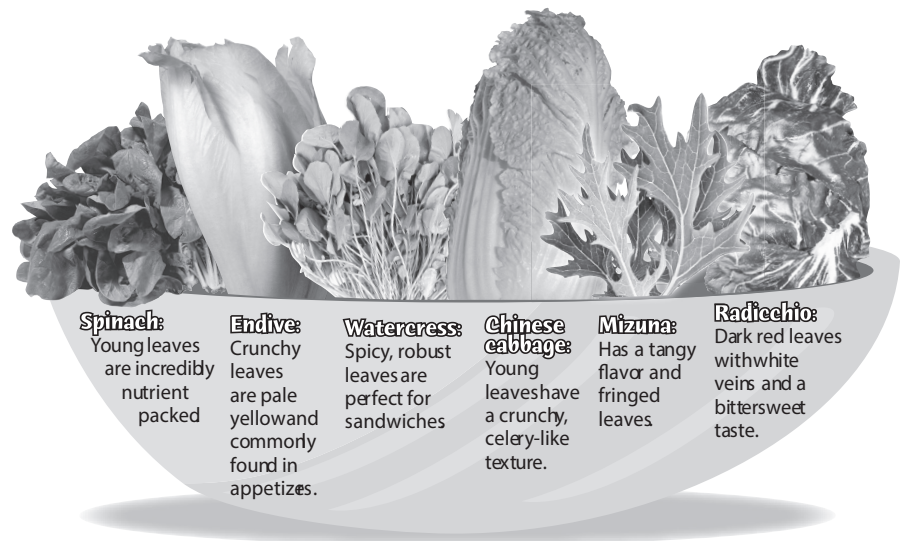 Spinach:
Young leaves
are incredibly
nutrient
packed
Endive:
Crunchy
leaves
are pale
yellowand
commonly
found in
appetizers.
Watercress:
Spicy, robust
leaves are
perfect for
sandwiches
Chinese
cabbage:
Young
leaveshave
a crunchy,
celery-like
texture.
Mizuna:
Has a tangy
flavor and
fringed
leaves.
Radicchio:
Dark red leaves
withwhite
veins and a
bittersweet
taste.